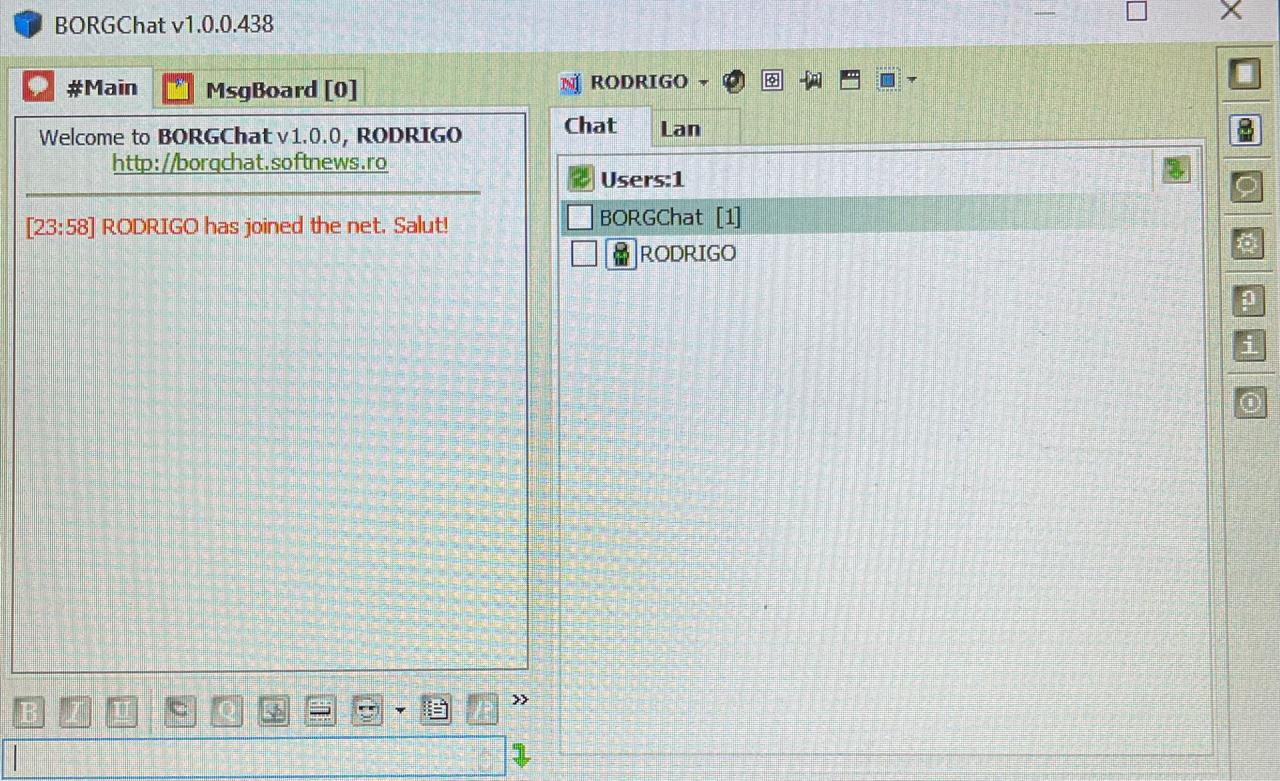 BORGChat v1.0.0.438
#Main MsgBoard [0]
Welcome to BORGChat v1.0.0, RODRIGO
http://borgchat.softnews.ro
[23:58] RODRIGO has joined the net. Salut!
B I U
RODRIGO
Chat Lan
Users:1
BORGChat [1]
RODRIGO